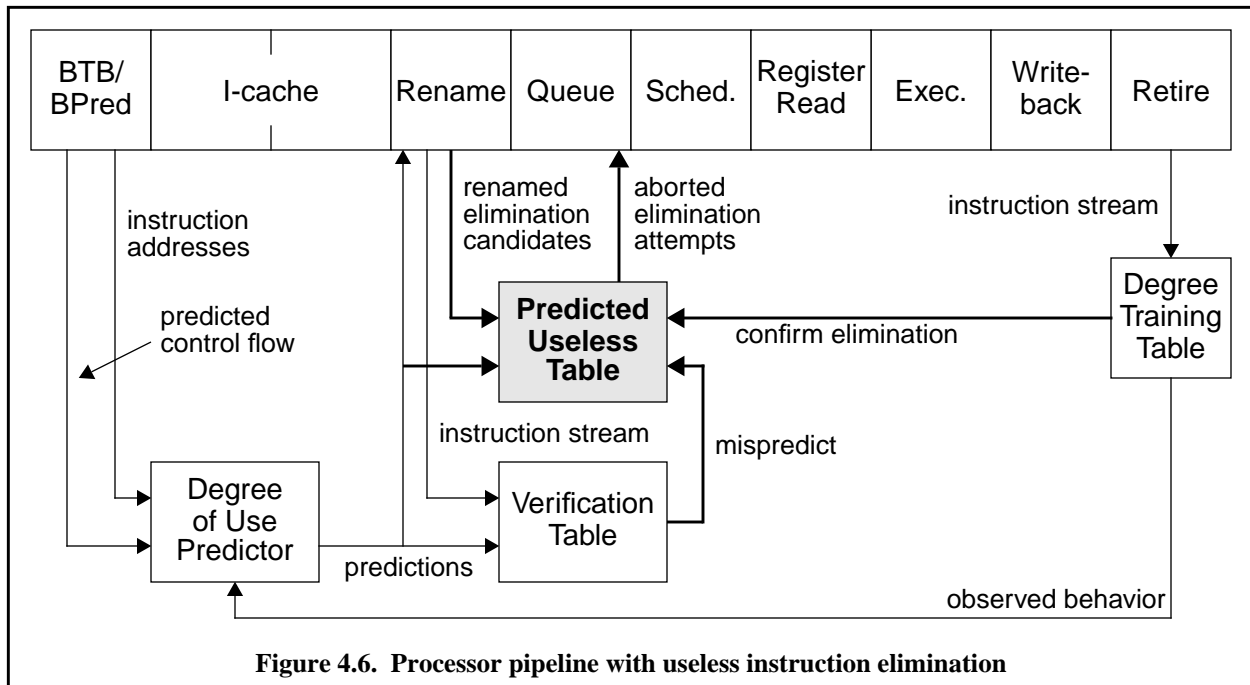 BTB/
BPred
I-cache
Rename
Queue
Sched.
Register
Read
Exec.
Write-
back
Retire
instruction
addresses
predicted
control flow
renamed
elimination
candidates
aborted
elimination
attempts
instruction stream
Predicted
Useless
Table
confirm elimination
Degree
Training
Table
instruction stream
mispredict
Degree
of Use
Predictor
predictions
Verification
Table
observed behavior
Figure 4.6. Processor pipeline with useless instruction elimination